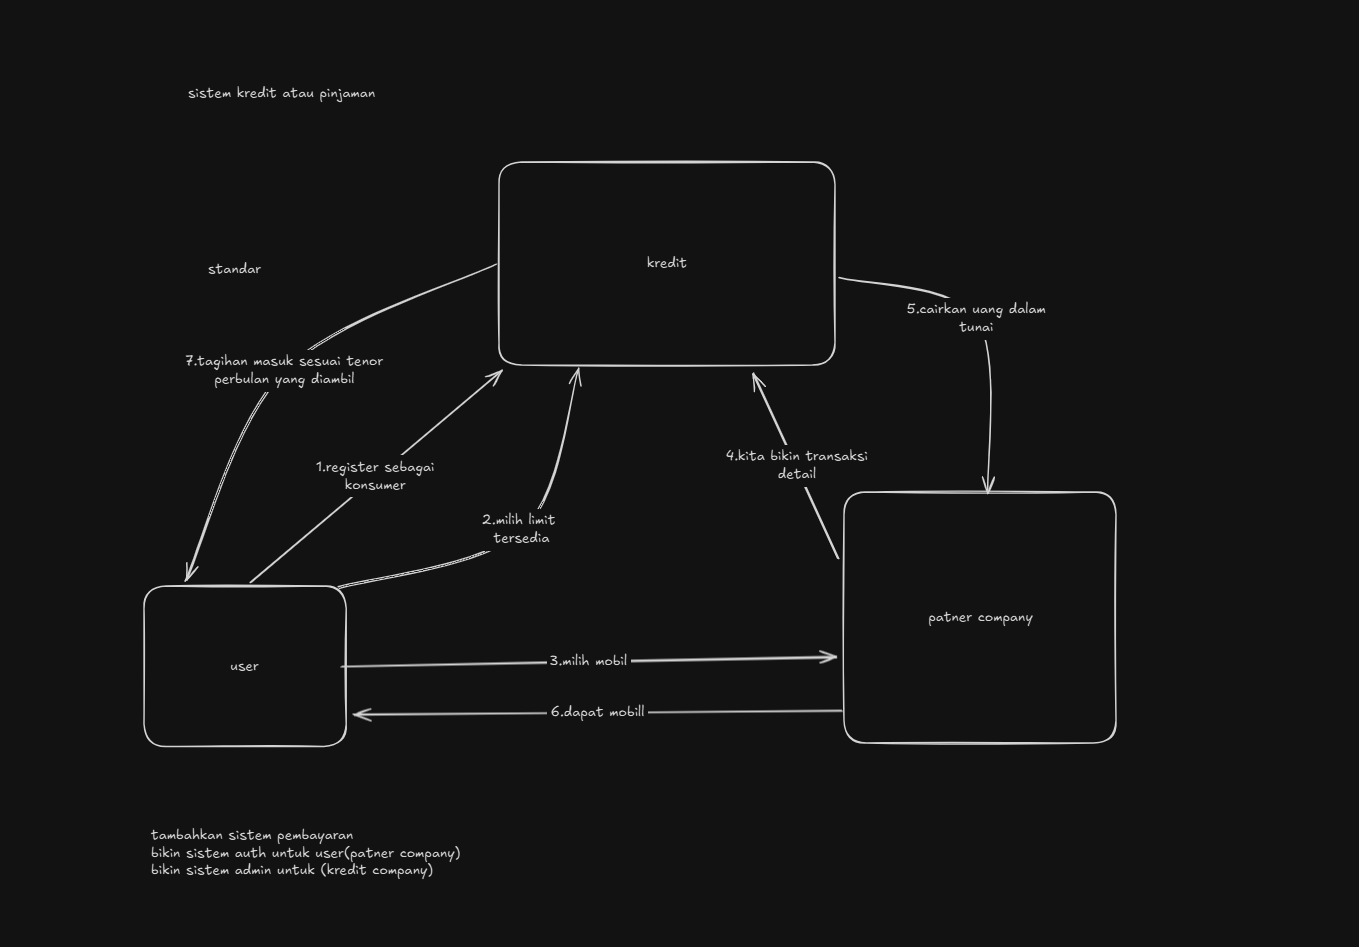 sistem kredit atau pinjaman
kredit
standar
5.cairkan uang dalam
tunai
7.tagihan masuk sesuai tenor
perbulan yang diambil
1.register sebagai
konsumer
4.kita bikin transaksi
detail
2.milih limit
tersedia
patner company
user
3.milih mobil
6.dapat mobill
tambahkan sistem pembayaran
bikin sistem auth untuk user(patner company)
bikin sistem admin untuk (kredit company)